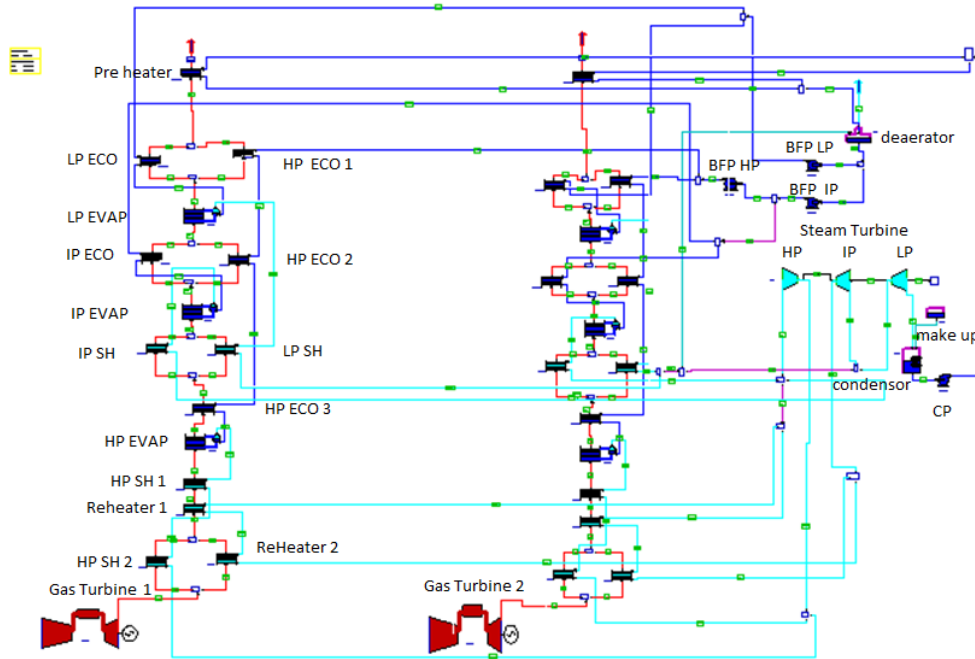 Pre heater
deaerator
LP ECO
HP ECO 1
BFP LP
BFP HP
BFP IP
LP EVAP
Steam Turbine
IP ECO
HP ECO 2
HP
IP
LP
IP EVAP
IP SH
LP SH
make up
condensor
CP
HP ECO 3
HP EVAP
HP SH 1
Reheater 1
HP SH 2
ReHeater 2
Gas Turbine 1
Gas Turbine 2